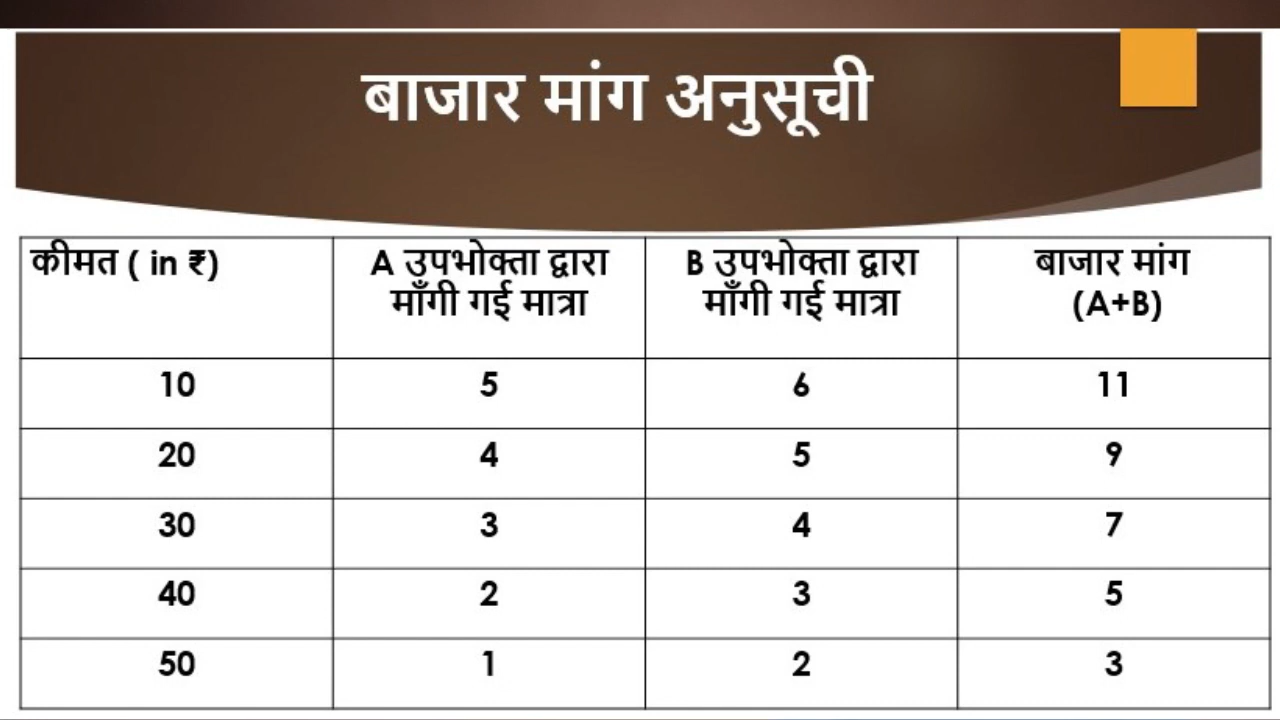 बाजार मांग अनुसूची
कीमत ( in ₹)
A उपभोक्ता द्वारा
माँगी गई मात्रा
B उपभोक्ता द्वारा
माँगी गई मात्रा
बाजार मांग
(A+B)
10 5 6 11
20 4 5 9
30 3 4 7
40 2 3 5
50 1 2 3